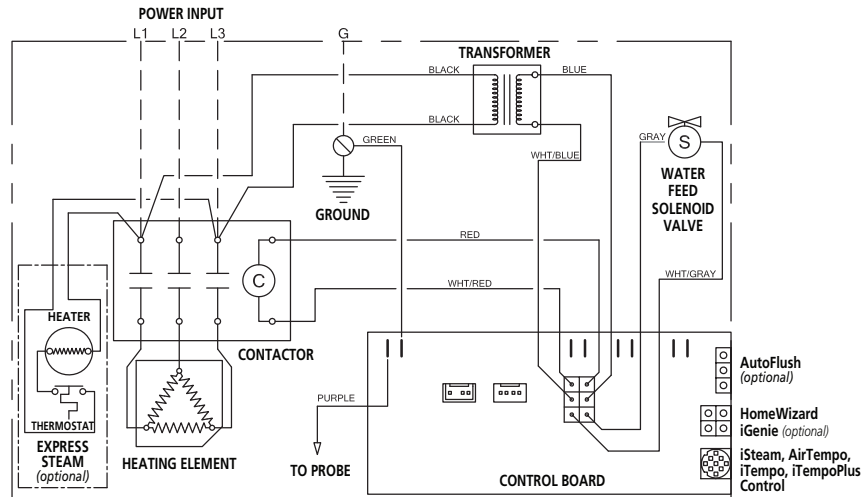 POWER INPUT
L1 L2 L3 G
TRANSFORMER
BLACK
BLUE
BLACK
GREEN
GRAY
S
WHT/BLUE
WATER
FEED
SOLENOID
VALVE
GROUND
RED
C
WHT/RED
WHT/GRAY
HEATER
CONTACTOR
THERMOSTAT
EXPRESS
STEAM
(optional)
HEATING ELEMENT
PURPLE
TO PROBE
CONTROL BOARD
AutoFlush
(optional)
HomeWizard
iGenie (optional)
iSteam, AirTempo,
iTempo, iTempoPlus
Control